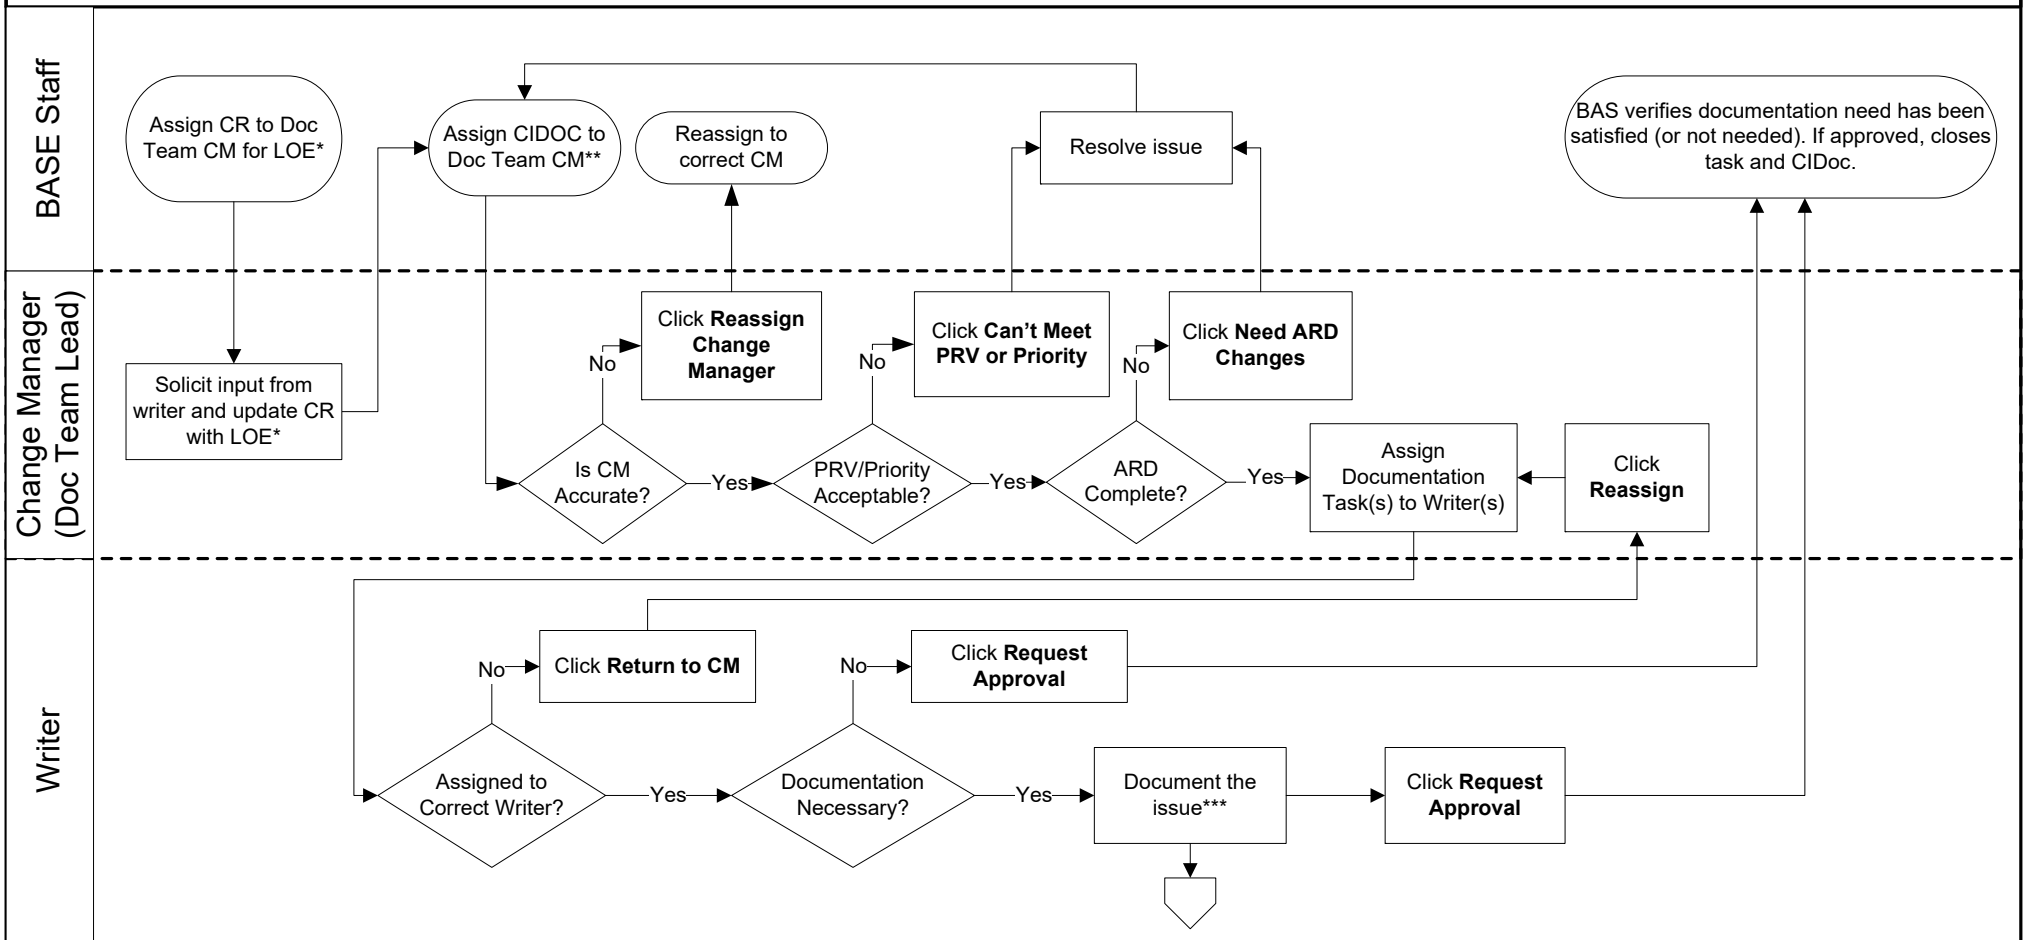 BASE Staff
Assign CR to Doc
Team CM for LOE*
Assign CIDOC to
Doc Team CM**
Reassign to
correct CM
Resolve issue
BAS verifies documentation need has been
satisfied (or not needed). If approved, closes
task and CIDoc.
Change Manager
(Doc Team Lead)
Solicit input from
writer and update CR
with LOE*
Click Reassign
Change
Manager
No
Is CM
Accurate?
Yes
Click Can’t Meet
PRV or Priority
No
PRV/Priority
Acceptable?
Yes
Click Need ARD
Changes
No
ARD
Complete?
Yes
Assign
Documentation
Task(s) to Writer(s)
Click
Reassign
Writer
No
Click Return to CM
Assigned to
Correct Writer?
Yes
No
Click Request
Approval
Documentation
Necessary?
Yes
Document the
issue***
Click Request
Approval